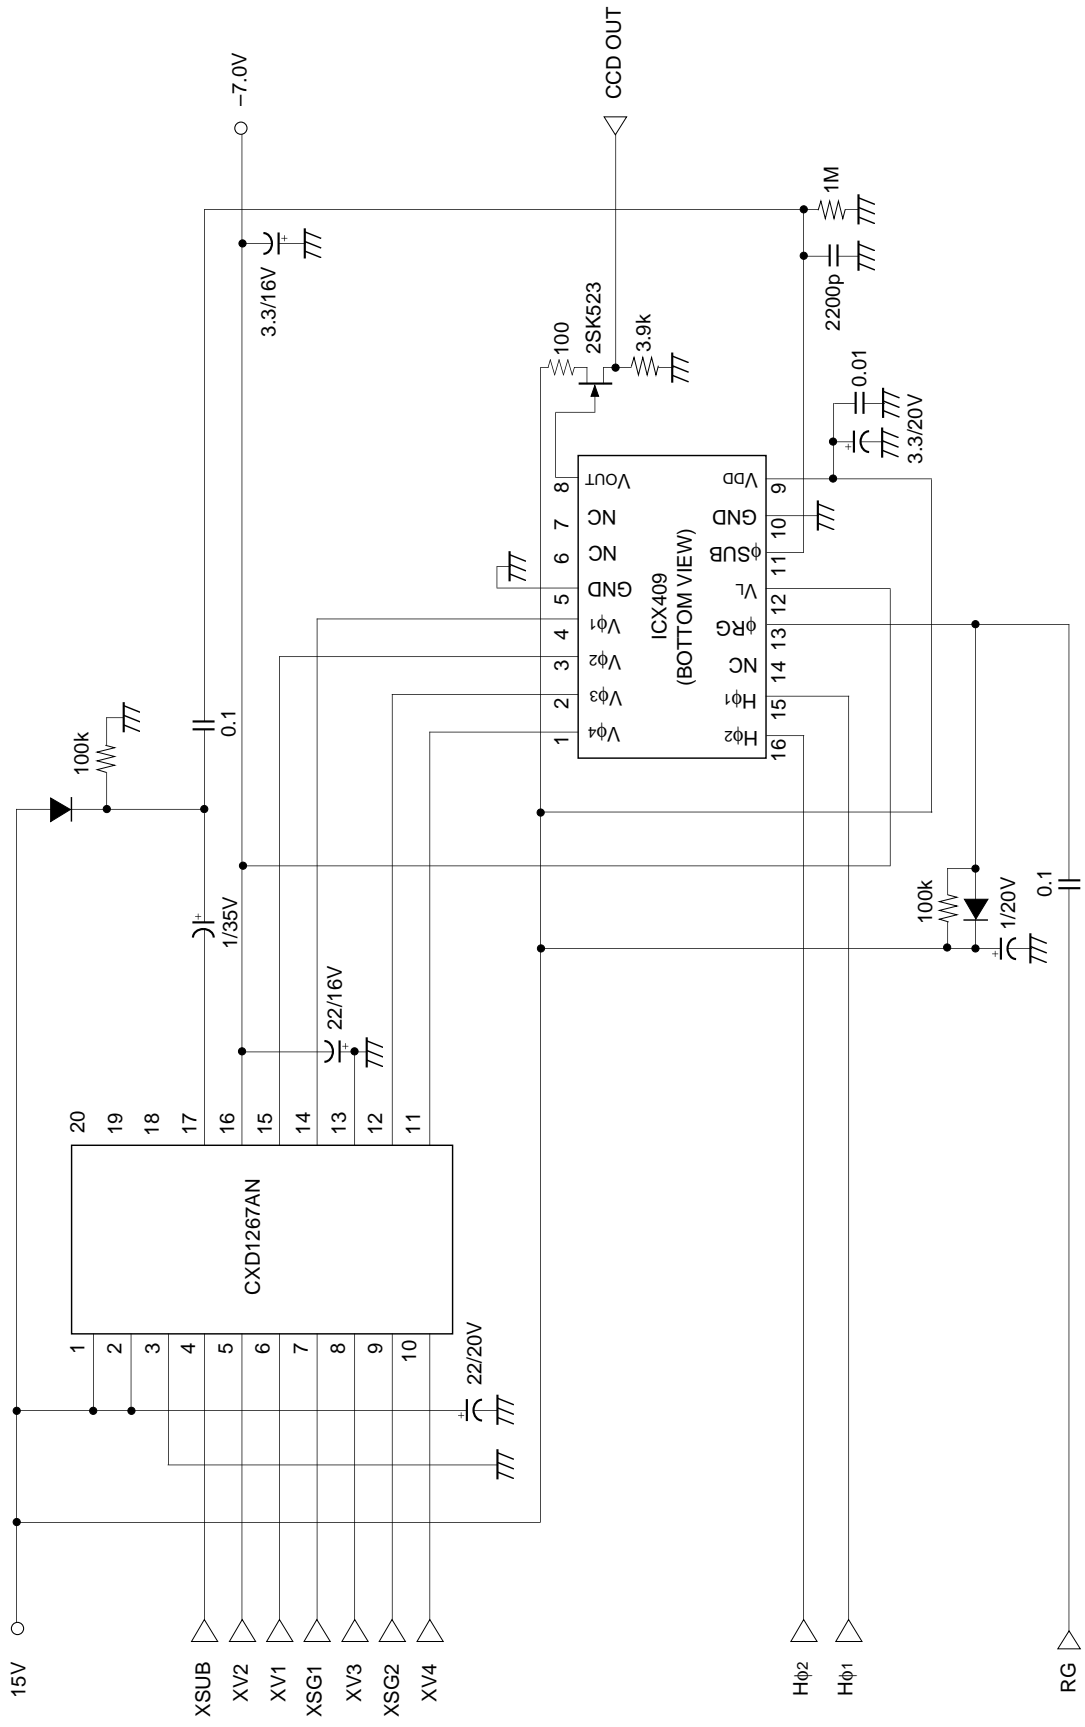 15V
XSUB
XV2
XV1
XSG1
XV3
XSG2
XV4
Hϕ2
Hϕ1
RG
22/20V
1
2
3
4
5
6
7
8
9
10
CXD1267AN
20
19
18
17
16
15
14
13
12
11
22/16V
1/35V
100k
0.1
–7.0V
3.3/16V
100k
1/20V
0.1
ICX409
(BOTTOM VIEW)
1
2
3
4
5
6
7
8
Vϕ4
Vϕ3
Vϕ2
Vϕ1
GND
NC
NC
VOUT
Hϕ2
Hϕ1
NC
ϕRG
VL
ϕSUB
GND
VDD
16
15
14
13
12
11
10
9
100
2SK523
3.9k
CCD OUT
3.3/20V
0.01
2200p
1M